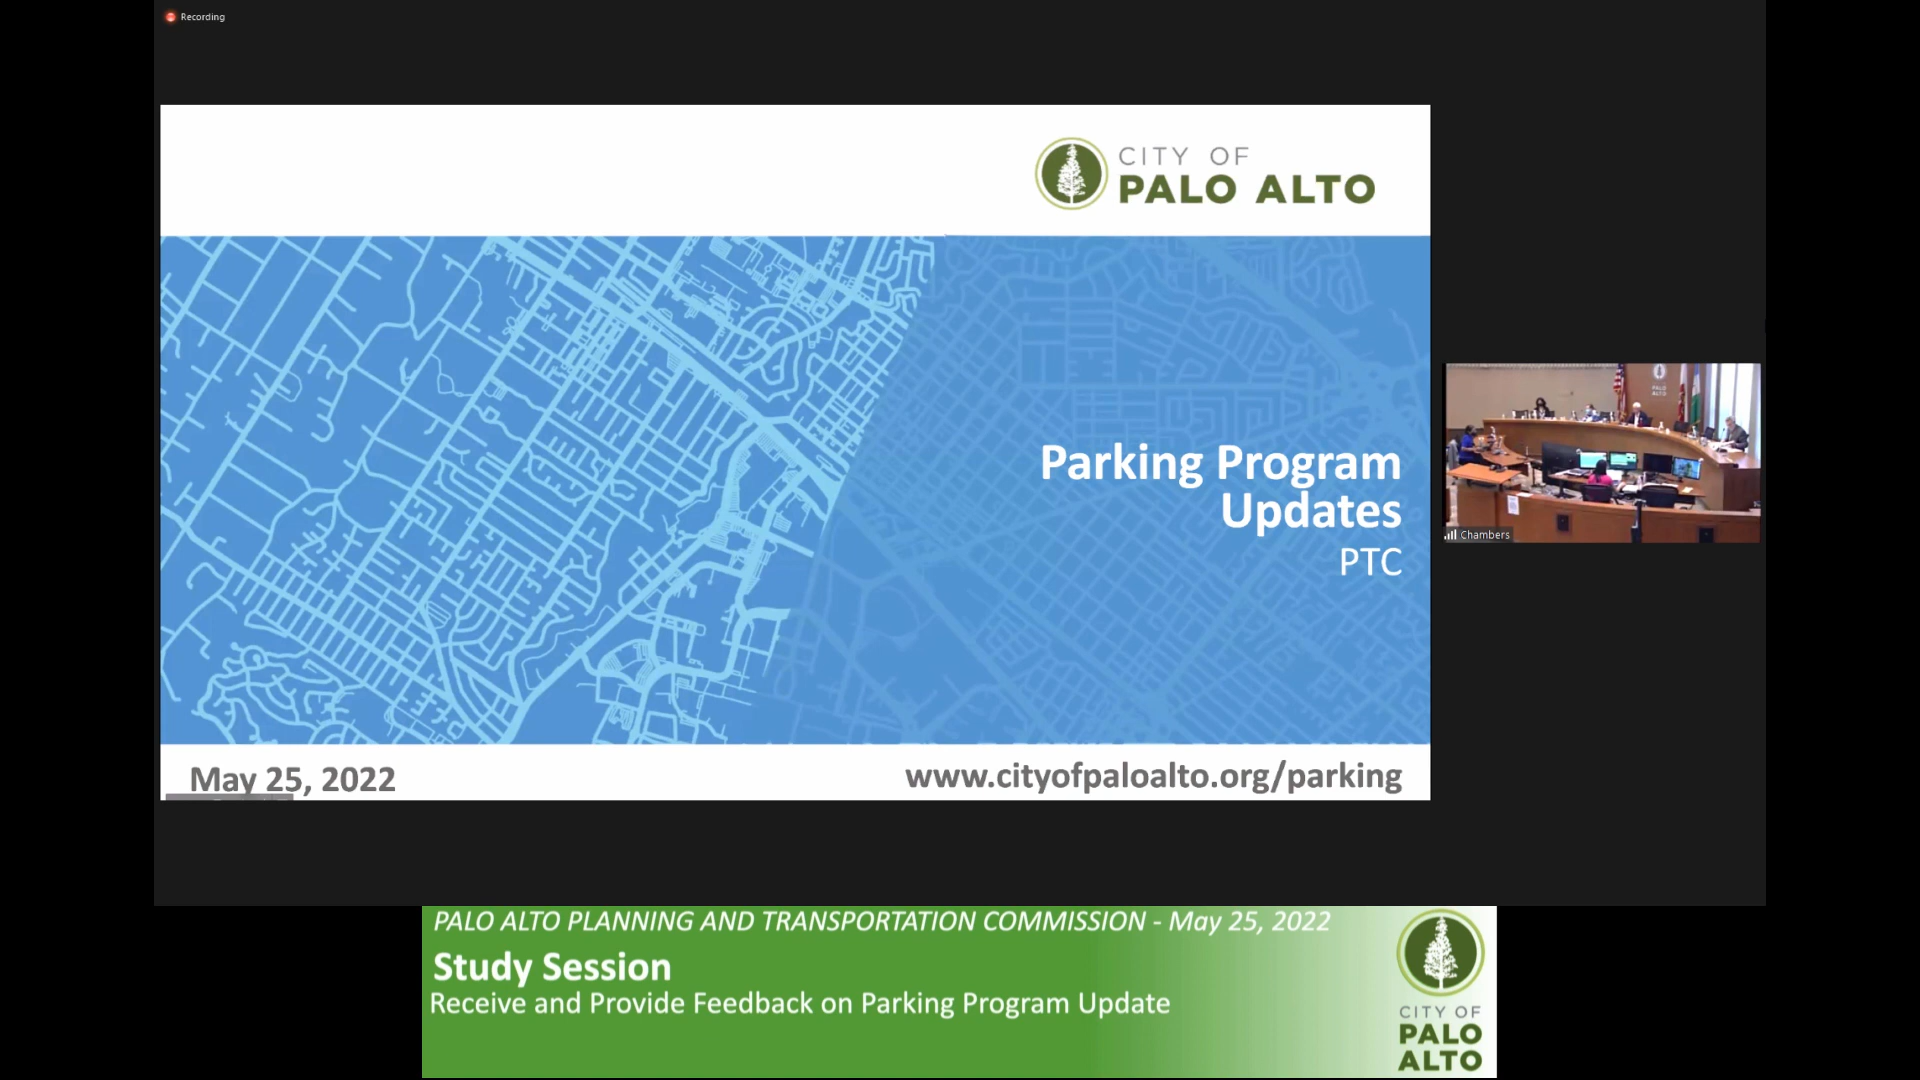 Recording
CITY OF
PALO ALTO
Parking Program
Updates
PTC
Chambers
May 25, 2022
www.cityofpaloalto.org/parking
PALO ALTO PLANNING AND TRANSPORTATION COMMISSION - May 25, 2022
Study Session
Receive and Provide Feedback on Parking Program Update
CITY OF
PALO
ALTO